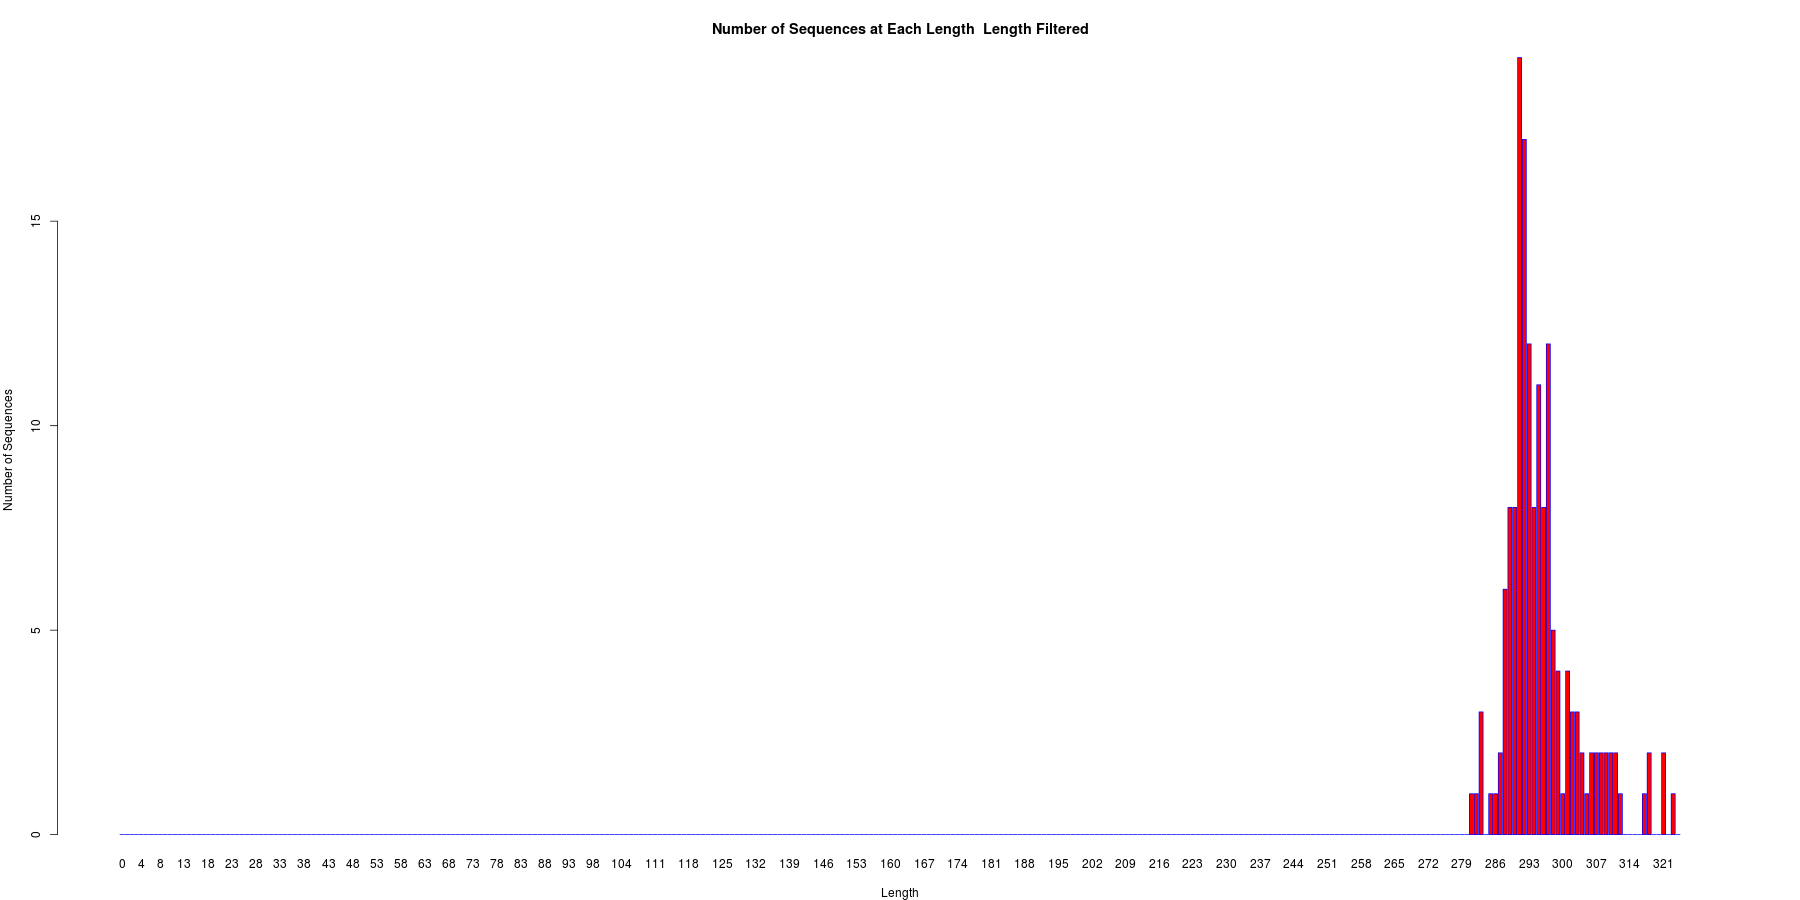 Number of Sequences at Each Length  Length Filtered
15
10
5
0
Number of Sequences
0 4 8 13 18 23 28 33 38 43 48 53 58 63 68 73 78 83 88 93 98 104 111 118 125 132 139 146 153 160 167 174 181 188 195 202 209 216 223 230 237 244 251 258 265 272 279 286 293 300 307 314 321
Length